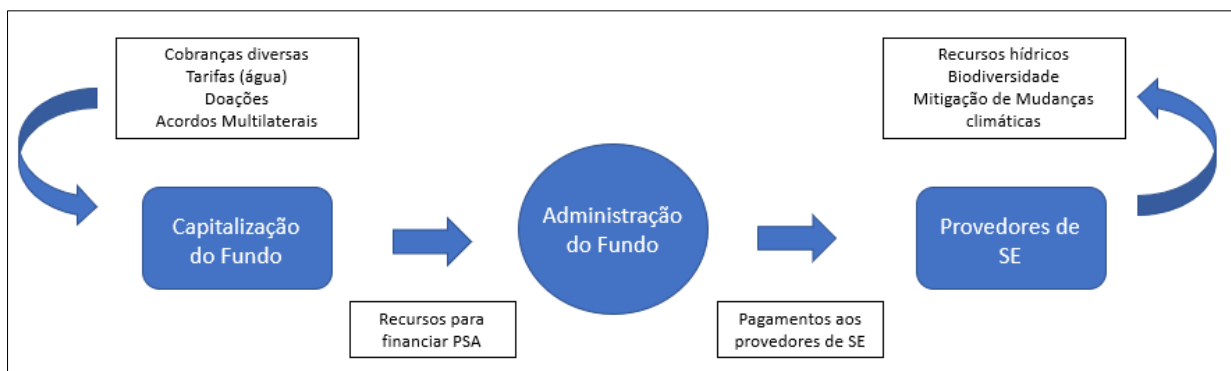 Cobranças diversas
Tarifas (água)
Doações
Acordos Multilaterais
Capitalização
do Fundo
Recursos para
financiar PSA
Administração
do Fundo
Pagamentos aos
provedores de SE
Provedores de
SE
Recursos hídricos
Biodiversidade
Mitigação de Mudanças
climáticas